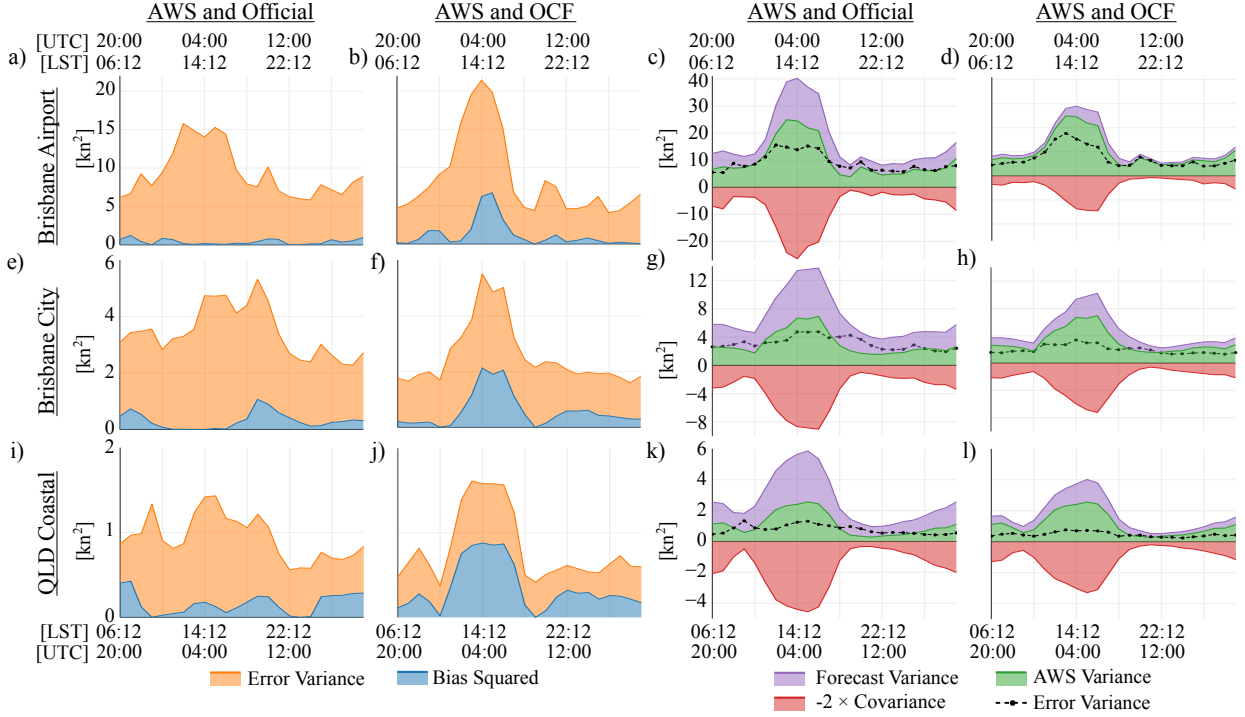 AWS and Official AWS and OCF AWS and Official AWS and OCF
[UTC] 20:00 04:00 12:00 20:00 04:00 12:00 20:00 04:00 12:00 20:00 04:00 12:00
a) [LST] 06:12 14:12 22:12 b) 06:12 14:12 22:12 c) 06:12 14:12 22:12 d) 06:12 14:12 22:12
Brisbane Airport
[kn²]
20
15
10
5
0
[kn²]
40
30
20
10
0
−10
−20
e) f) g) h)
Brisbane City
[kn²]
6
4
2
0
[kn²]
12
8
4
0
−4
−8
i) j) k) l)
QLD Coastal
[kn²]
2
1
0
[kn²]
6
4
2
0
−2
−4
[LST] 06:12 14:12 22:12 06:12 14:12 22:12 06:12 14:12 22:12 06:12 14:12 22:12
[UTC] 20:00 04:00 12:00 20:00 04:00 12:00 20:00 04:00 12:00 20:00 04:00 12:00
Error Variance Bias Squared Forecast Variance AWS Variance
-2 × Covariance Error Variance